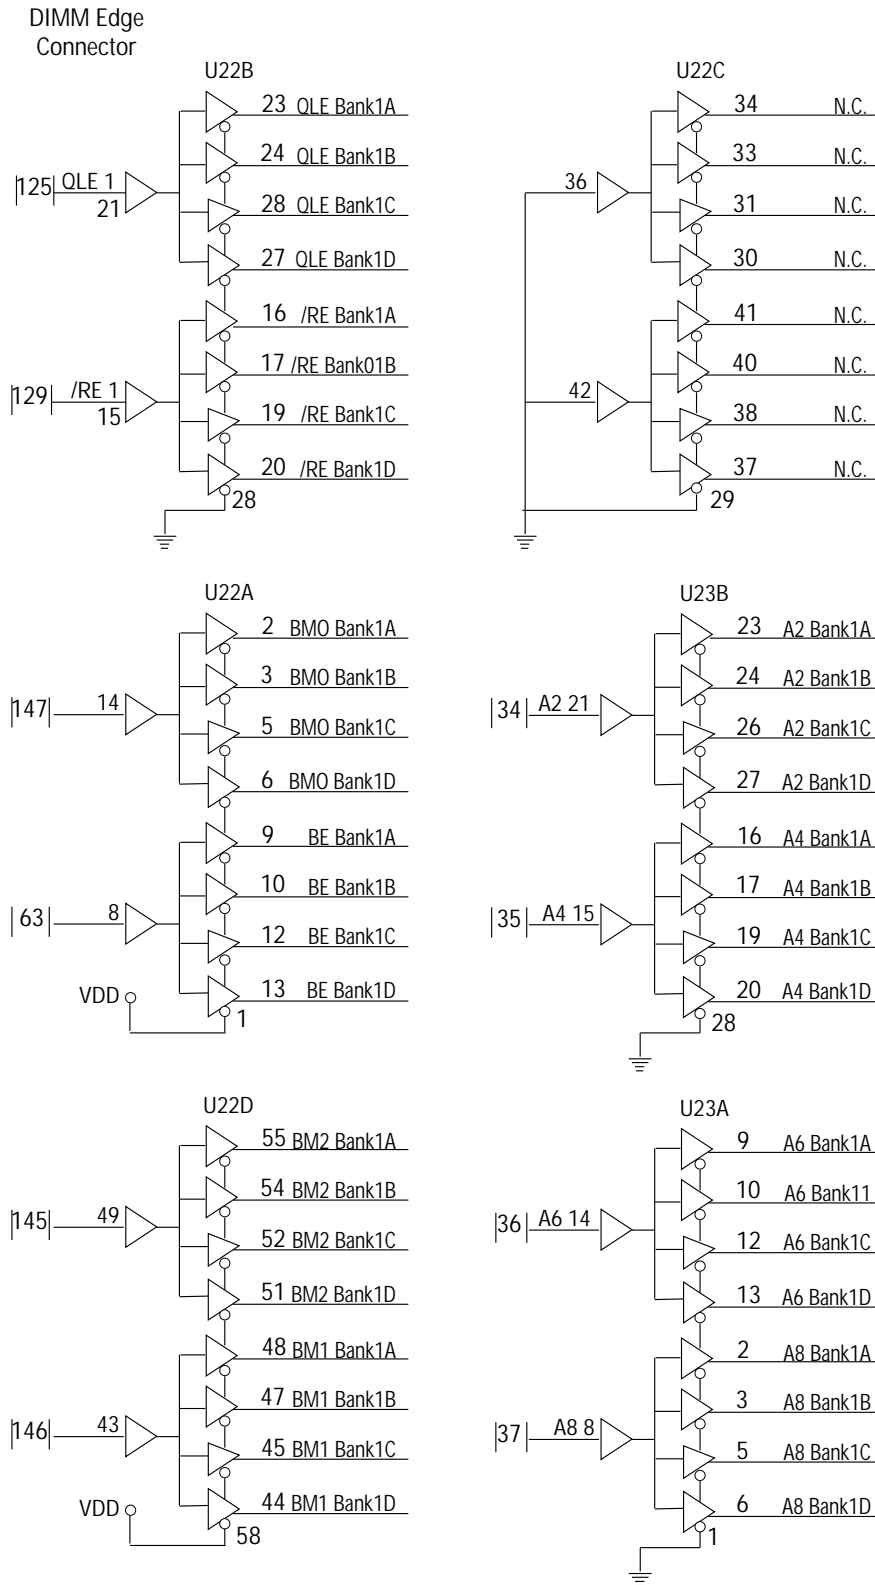 DIMM Edge
Connector
U22B
23 QLE Bank1A
24 QLE Bank1B
|125| QLE 1
21
28 QLE Bank1C
27 QLE Bank1D
16 /RE Bank1A
17 /RE Bank01B
|129| /RE 1
15
19 /RE Bank1C
20 /RE Bank1D
28
U22C
34 N.C.
33 N.C.
36
31 N.C.
30 N.C.
41 N.C.
40 N.C.
42
38 N.C.
37 N.C.
29
U22A
2 BMO Bank1A
3 BMO Bank1B
|147| 14
5 BMO Bank1C
6 BMO Bank1D
9 BE Bank1A
10 BE Bank1B
|63| 8
12 BE Bank1C
13 BE Bank1D
VDD
1
U23B
23 A2 Bank1A
24 A2 Bank1B
|34| A2 21
26 A2 Bank1C
27 A2 Bank1D
16 A4 Bank1A
17 A4 Bank1B
|35| A4 15
19 A4 Bank1C
20 A4 Bank1D
28
U22D
55 BM2 Bank1A
54 BM2 Bank1B
|145| 49
52 BM2 Bank1C
51 BM2 Bank1D
48 BM1 Bank1A
47 BM1 Bank1B
|146| 43
45 BM1 Bank1C
44 BM1 Bank1D
VDD
58
U23A
9 A6 Bank1A
10 A6 Bank11
|36| A6 14
12 A6 Bank1C
13 A6 Bank1D
2 A8 Bank1A
3 A8 Bank1B
|37| A8 8
5 A8 Bank1C
6 A8 Bank1D
1